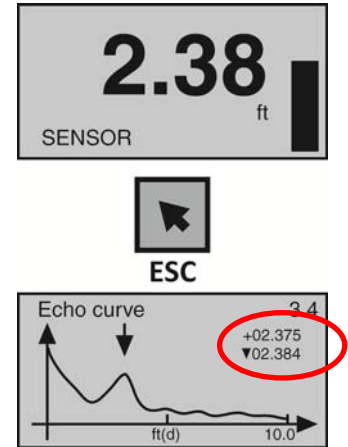 2.38
ft
SENSOR
ESC
Echo curve 3.4
+02.375
▼02.384
ft(d) 10.0